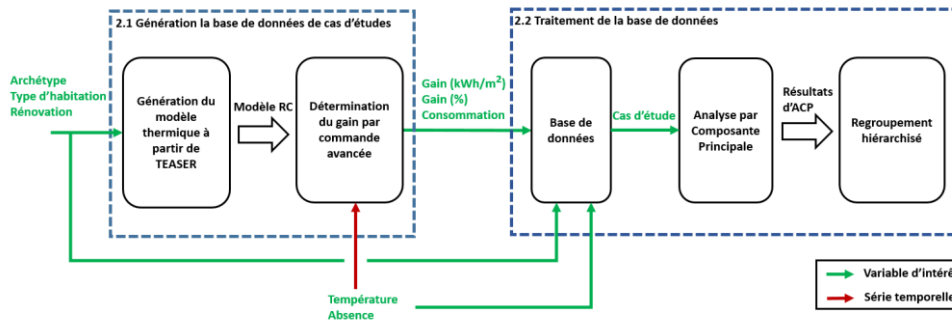 2.1 Génération la base de données de cas d'études
2.2 Traitement de la base de données
Archétype
Type d'habitation
Rénovation
Génération du
modèle
thermique à
partir de
TEASER
Modèle RC
Détermination
du gain par
commande
avancée
Gain (kWh/m²)
Gain (%)
Consommation
Base de
données
Cas d'étude
Analyse par
Composante
Principale
Résultats
d'ACP
Regroupement
hiérarchisé
Température
Absence
Variable d'intéré
Série temporelle